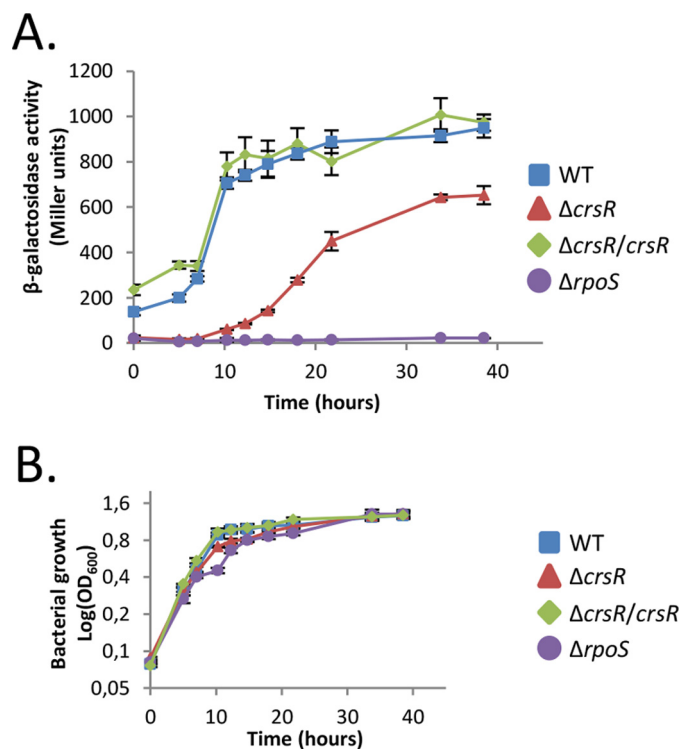 A.
β-galactosidase activity
(Miller units)
1200
1000
800
600
400
200
0
0 10 20 30 40
Time (hours)
WT
ΔcrsR
ΔcrsR/crsR
ΔrpoS
B.
Bacterial growth
Log(OD600)
1,6
0,8
0,4
0,2
0,1
0,05
0 10 20 30 40
Time (hours)
WT
ΔcrsR
ΔcrsR/crsR
ΔrpoS